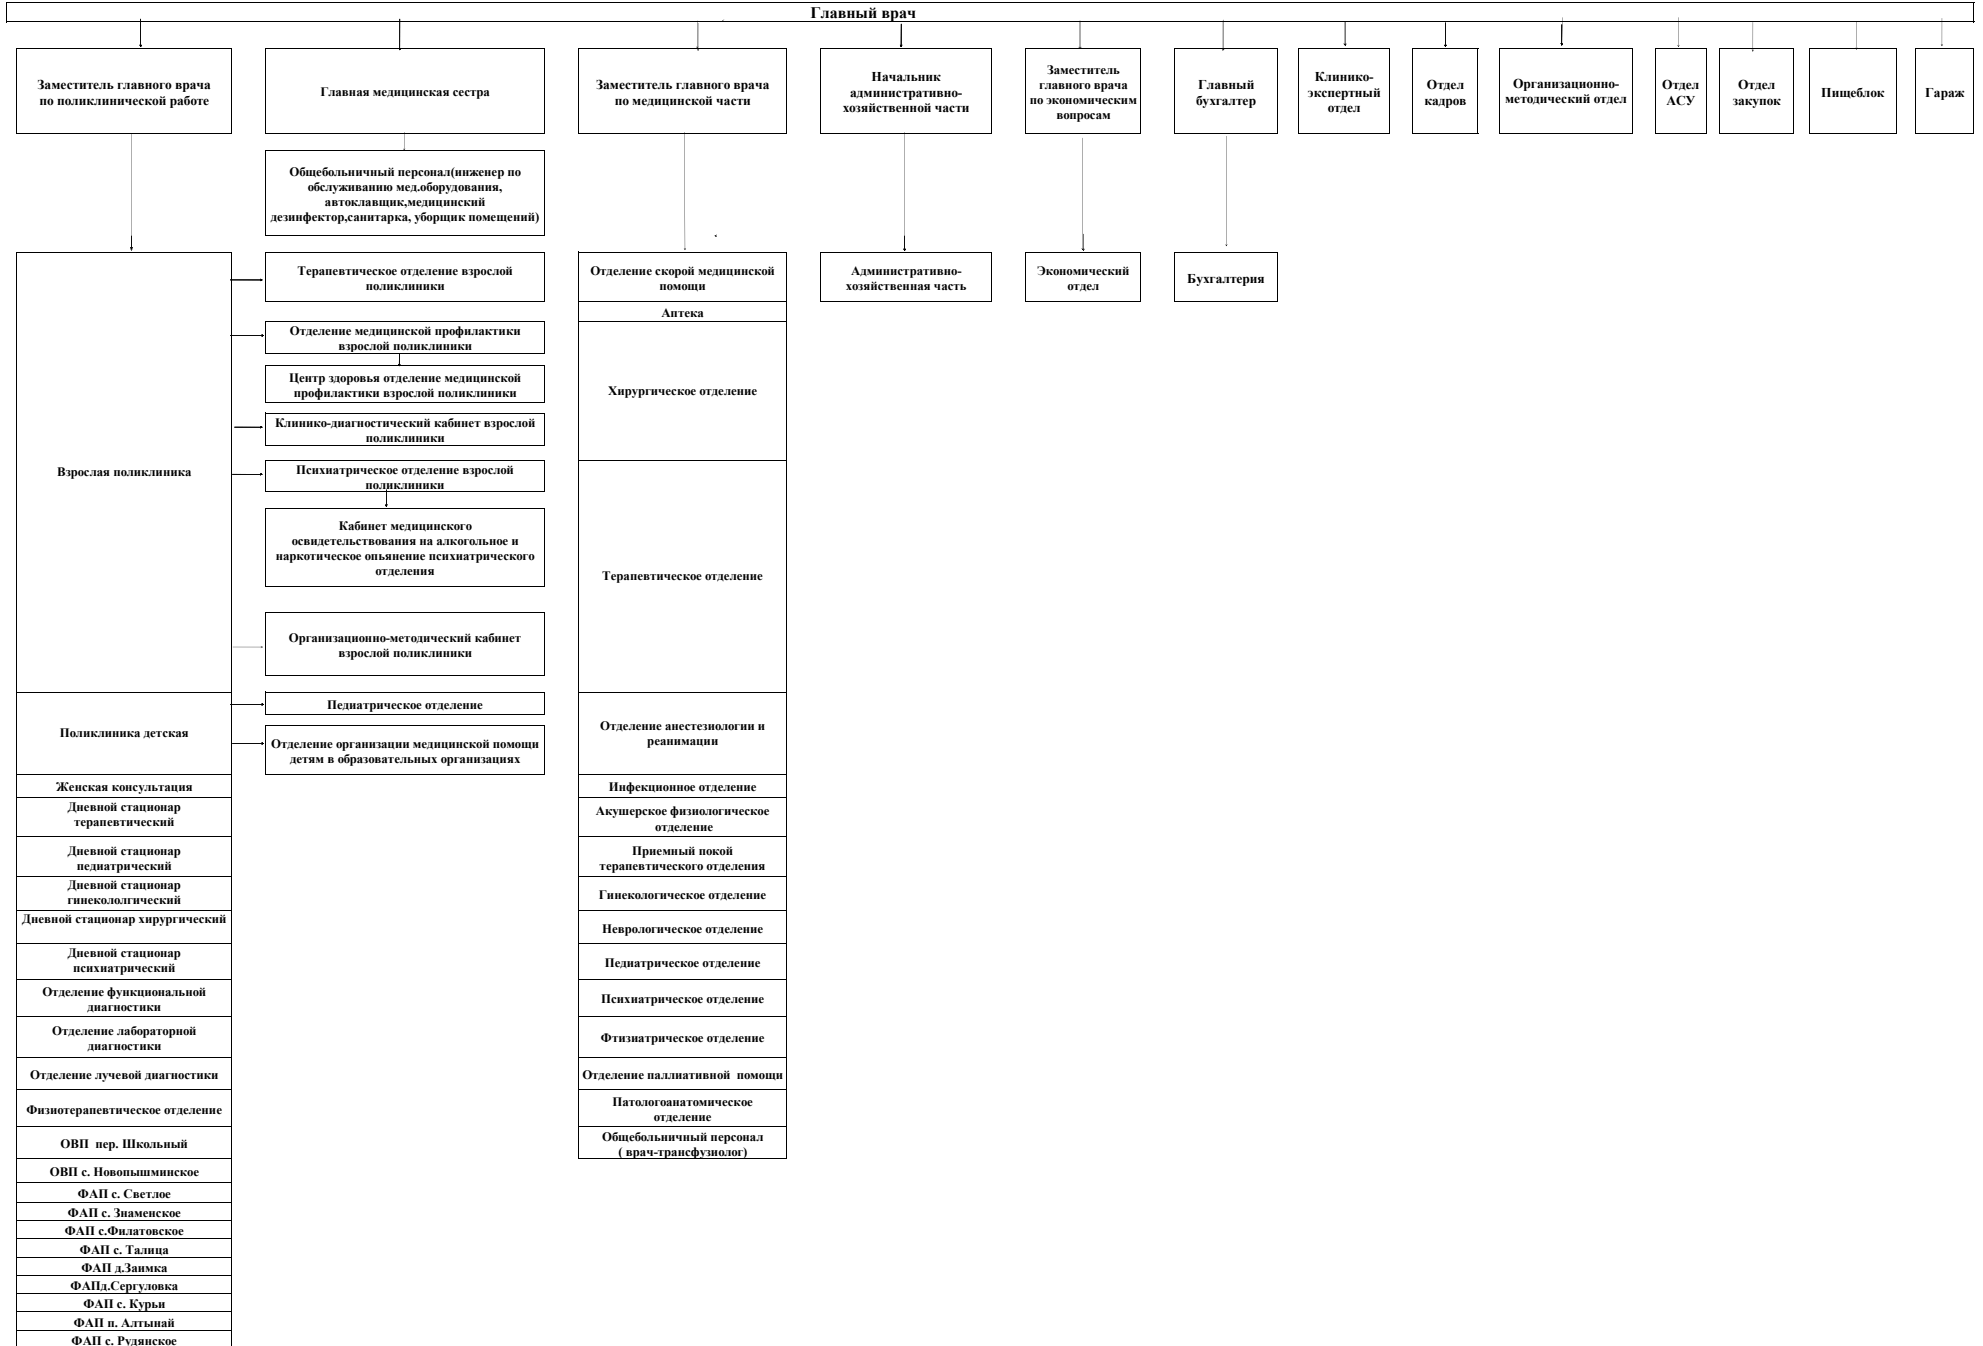 Главный врач
Заместитель главного врача
по поликлинической работе
Главная медицинская сестра
Заместитель главного врача
по медицинской части
Начальник
административно-
хозяйственной части
Заместитель
главного врача
по экономическим
вопросам
Главный
бухгалтер
Клинико-
экспертный
отдел
Отдел
кадров
Организационно-
методический отдел
Отдел
АСУ
Отдел
закупок
Пищеблок
Гараж
Общебольничный персонал(инженер по
обслуживанию мед.оборудования,
автоклавщик,медицинский
дезинфектор,санитарка, уборщик помещений)
Взрослая поликлиника
Поликлиника детская
Женская консультация
Дневной стационар
терапевтический
Дневной стационар
педиатрический
Дневной стационар
гинекололгический
Дневной стационар хирургический
Дневной стационар
психиатрический
Отделение функциональной
диагностики
Отделение лабораторной
диагностики
Отделение лучевой диагностики
Физиотерапевтическое отделение
ОВП  пер. Школьный
ОВП с. Новопышминское
ФАП с. Светлое
ФАП с. Знаменское
ФАП с.Филатовское
ФАП с. Талица
ФАП д.Заимка
ФАПд.Сергуловка
ФАП с. Курьи
ФАП п. Алтынай
ФАП с. Рудянское
Терапевтическое отделение взрослой
поликлиники
Отделение медицинской профилактики
взрослой поликлиники
Центр здоровья отделение медицинской
профилактики взрослой поликлиники
Клинико-диагностический кабинет взрослой
поликлиники
Психиатрическое отделение взрослой
поликлиники
Кабинет медицинского
освидетельствования на алкогольное и
наркотическое опьянение психиатрического
отделения
Организационно-методический кабинет
взрослой поликлиники
Педиатрическое отделение
Отделение организации медицинской помощи
детям в образовательных организациях
Отделение скорой медицинской
помощи
Аптека
Хирургическое отделение
Терапевтическое отделение
Отделение анестезиологии и
реанимации
Инфекционное отделение
Акушерское физиологическое
отделение
Приемный покой
терапевтического отделения
Гинекологическое отделение
Неврологическое отделение
Педиатрическое отделение
Психиатрическое отделение
Фтизиатрическое отделение
Отделение паллиативной  помощи
Патологоанатомическое
отделение
Общебольничный персонал
( врач-трансфузиолог)
Административно-
хозяйственная часть
Экономический
отдел
Бухгалтерия